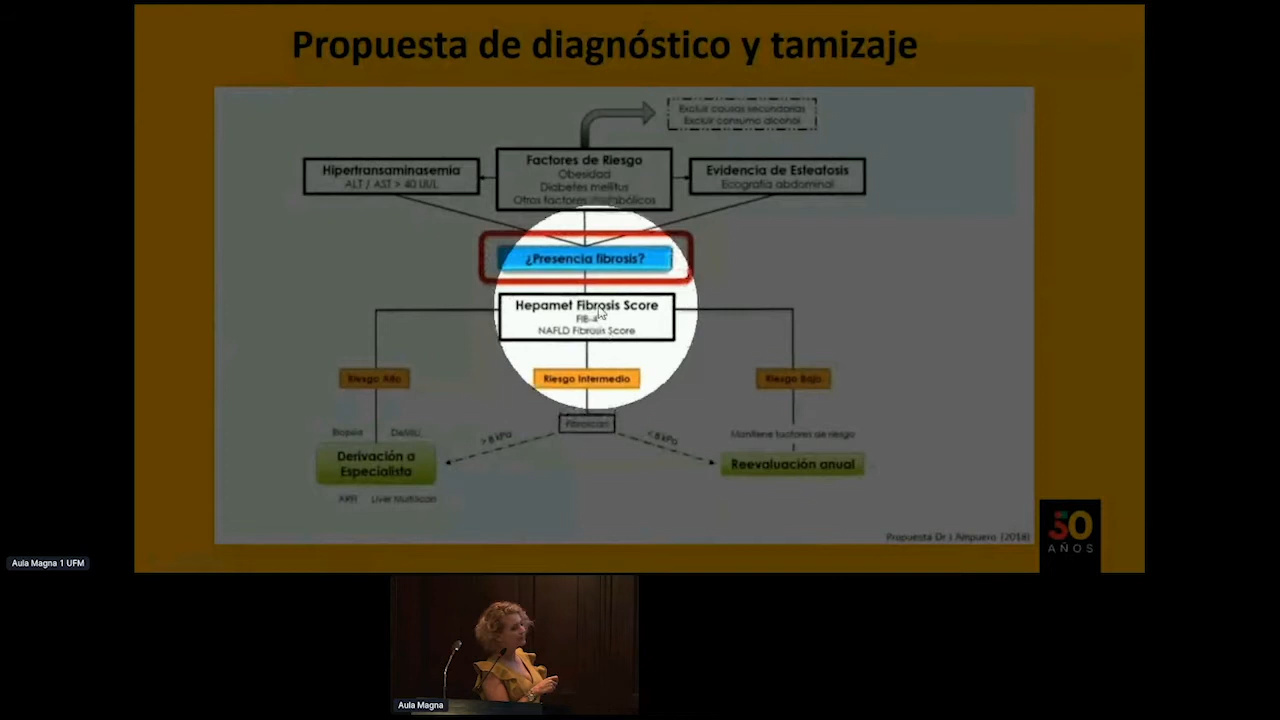 Propuesta de diagnóstico y tamizaje
Excluir causas secundarias
Excluir consumo alcohol
Hipertransaminasemia
ALT / AST > 40 UI/L
Factores de Riesgo
Obesidad
Diabetes mellitus
Otros factores metabólicos
Evidencia de Esteatosis
Ecografía abdominal
¿Presencia fibrosis?
Hepamet Fibrosis Score
FIB-4
NAFLD Fibrosis Score
Riesgo Alto
Riesgo Intermedio
Riesgo Bajo
Fibroscan
> 8 kPa
< 8 kPa
Biopsia
Derivación a
Especialista
Liver Multiscan
Mantiene factores de riesgo
Reevaluación anual
Propuesta Dr J Ampuero (2018)
50
AÑOS
Aula Magna 1 UFM
Aula Magna